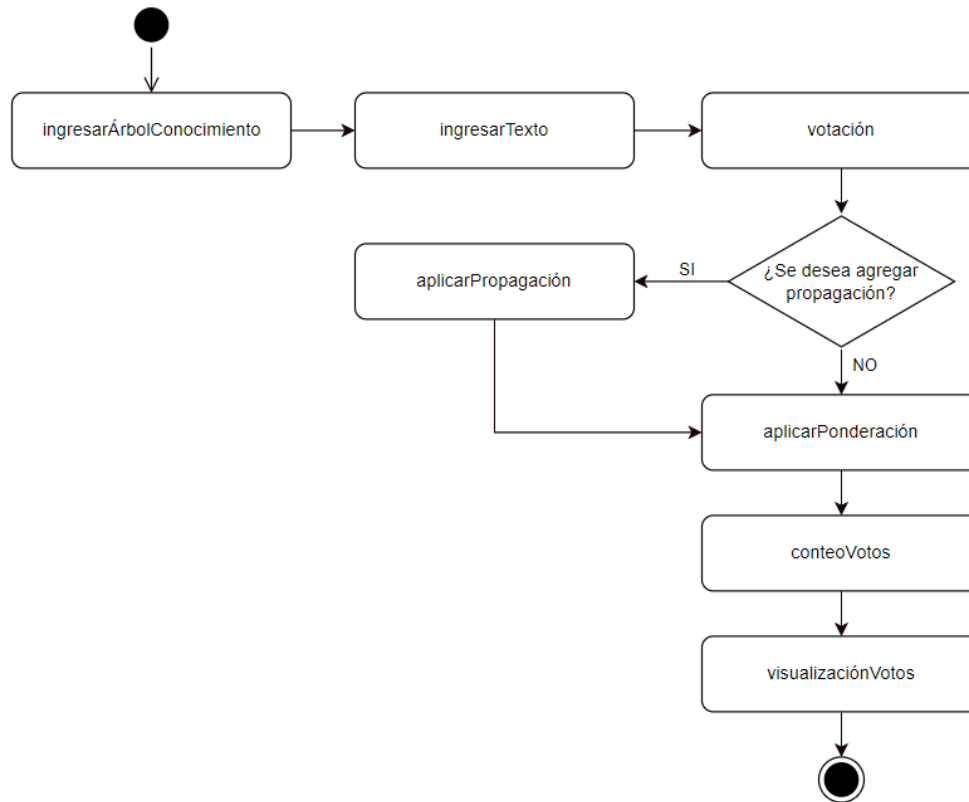 ingresarÁrbolConocimiento
ingresarTexto
votación
¿Se desea agregar
propagación?
SI
aplicarPropagación
NO
aplicarPonderación
conteoVotos
visualizaciónVotos